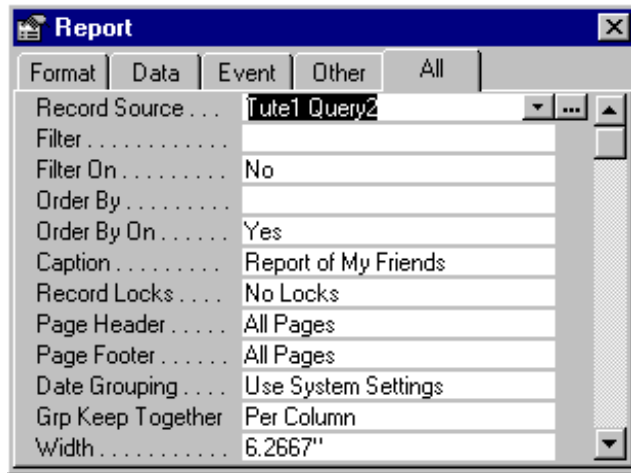 Report
Format Data Event Other All
Record Source . . . Tute1 Query2
Filter . . . . . . . . . . . .
Filter On . . . . . . . . . No
Order By . . . . . . . . .
Order By On . . . . . . Yes
Caption . . . . . . . . . Report of My Friends
Record Locks . . . . No Locks
Page Header . . . . . All Pages
Page Footer . . . . . . All Pages
Date Grouping . . . . Use System Settings
Grp Keep Together Per Column
Width . . . . . . . . . . . 6.2667"